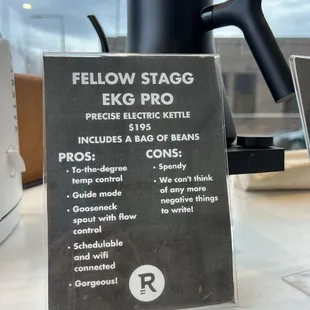 FELLOW STAGG
EKG PRO
PRECISE ELECTRIC KETTLE
$195
INCLUDES A BAG OF BEANS
PROS:
• To-the-degree
temp control
• Guide mode
• Gooseneck
spout with flow
control
• Schedulable
and wifi
connected
• Gorgeous!
CONS:
• Spendy
• We can't think
of any more
negative things
to write!
R